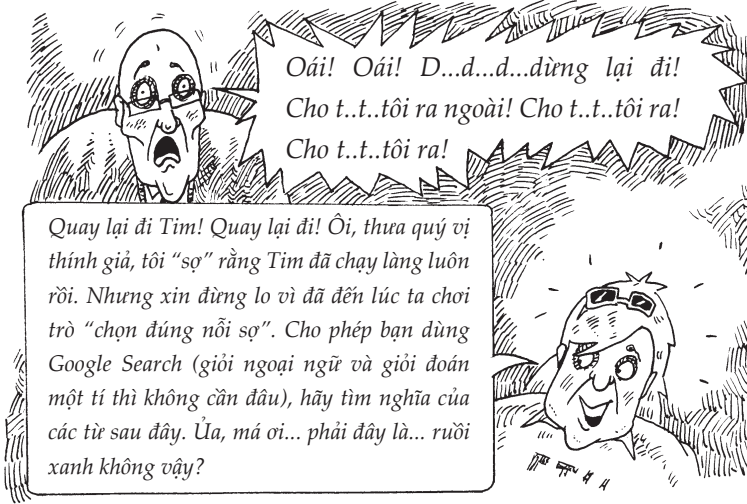 Oái! Oái! D...d...d...dừng lại đi!
Cho t..t..tôi ra ngoài! Cho t..t..tôi ra!
Cho t..t..tôi ra!
Quay lại đi Tim! Quay lại đi! Ôi, thưa quý vị
thính giả, tôi “sợ” rằng Tim đã chạy làng luôn
rồi. Nhưng xin đừng lo vì đã đến lúc ta chơi
trò “chọn đúng nỗi sợ”. Cho phép bạn dùng
Google Search (giỏi ngoại ngữ và giỏi đoán
một tí thì không cần đâu), hãy tìm nghĩa của
các từ sau đây. Ủa, má ơi... phải đây là... ruồi
xanh không vậy?